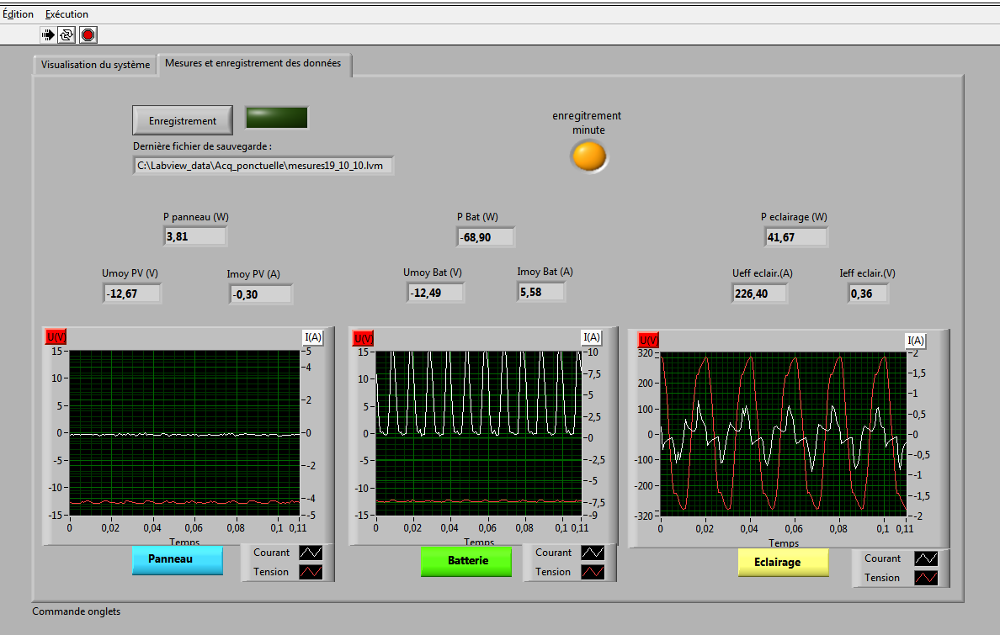 Édition Exécution
Visualisation du système Mesures et enregistrement des données
Enregistrement
enregitrement
minute
Dernière fichier de sauvegarde :
C:\Labview_data\Acq_ponctuelle\mesures19_10_10.lvm
P panneau (W) P Bat (W) P eclairage (W)
3,81 -68,90 41,67
Umoy PV (V) Imoy PV (A) Umoy Bat (V) Imoy Bat (A) Ueff eclair.(A) Ieff eclair.(V)
-12,67 -0,30 -12,49 5,58 226,40 0,36
U(V) I(A)
15 10 5 0 -5 -10 -15
5 4 2 0 -2 -4 -5
0 0,02 0,04 0,06 0,08 0,1 0,11
Temps
Panneau
Courant
Tension
U(V) I(A)
15 10 5 0 -5 -10 -15
10 7,5 5 2,5 0 -2,5 -5 -7,5 -9
0 0,02 0,04 0,06 0,08 0,1 0,11
Temps
Batterie
Courant
Tension
U(V) I(A)
320 200 100 0 -100 -200 -320
2 1,5 1 0,5 0 -0,5 -1 -1,5 -2
0 0,02 0,04 0,06 0,08 0,1 0,11
Temps
Eclairage
Courant
Tension
Commande onglets